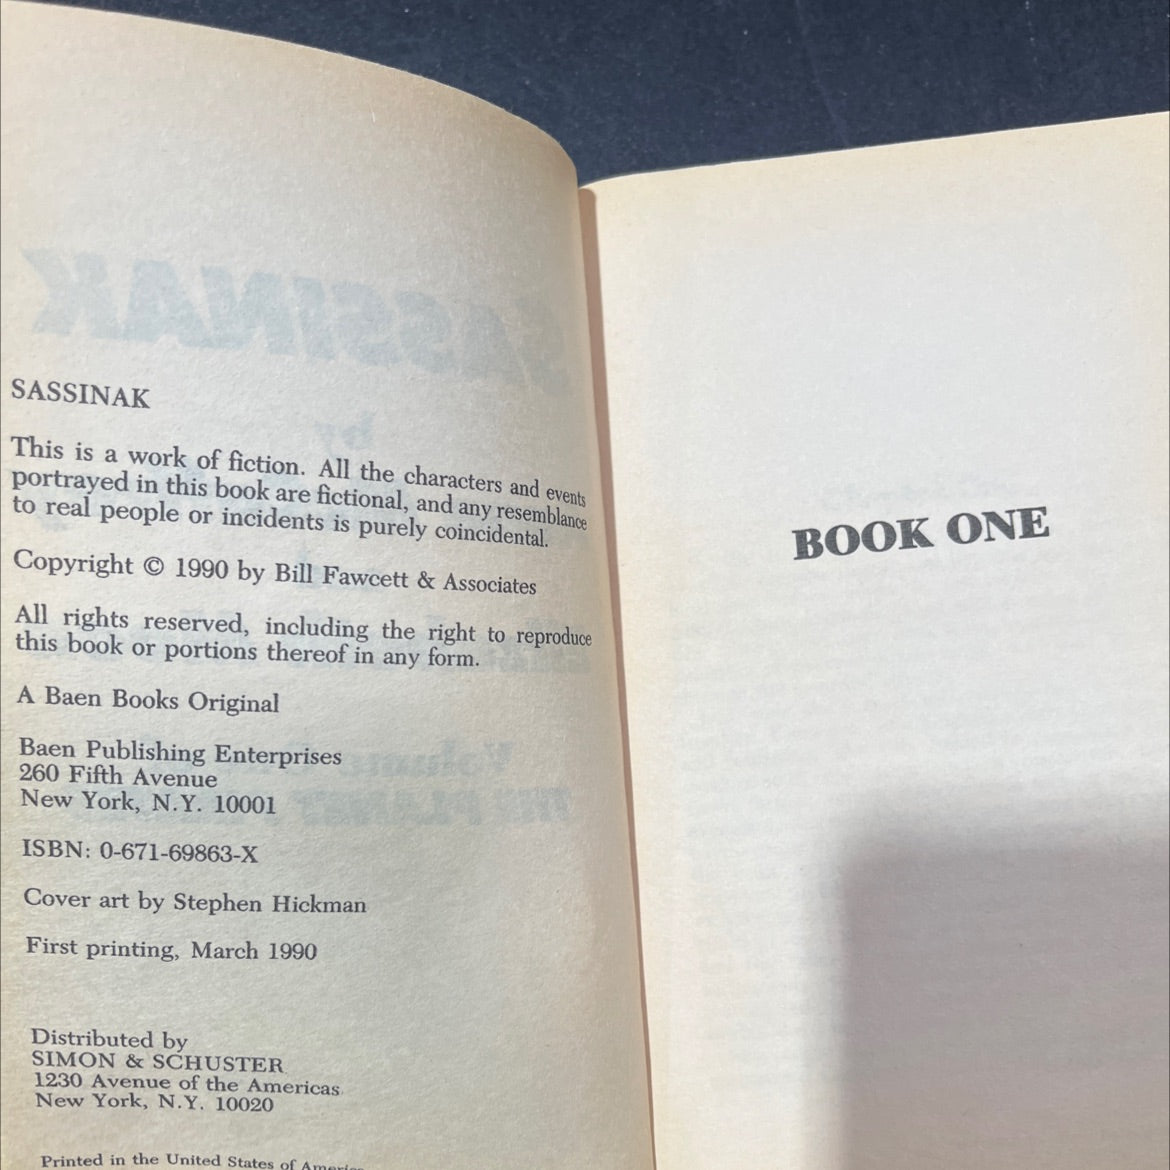 SASSINAK
This is a work of fiction. All the characters and events
portrayed in this book are fictional, and any resemblance
to real people or incidents is purely coincidental.
Copyright © 1990 by Bill Fawcett & Associates
All rights reserved, including the right to reproduce
this book or portions thereof in any form.
A Baen Books Original
Baen Publishing Enterprises
260 Fifth Avenue
New York, N.Y. 10001
ISBN: 0-671-69863-X
Cover art by Stephen Hickman
First printing, March 1990
Distributed by
SIMON & SCHUSTER
1230 Avenue of the Americas
New York, N.Y. 10020
Printed in the United States of
BOOK ONE